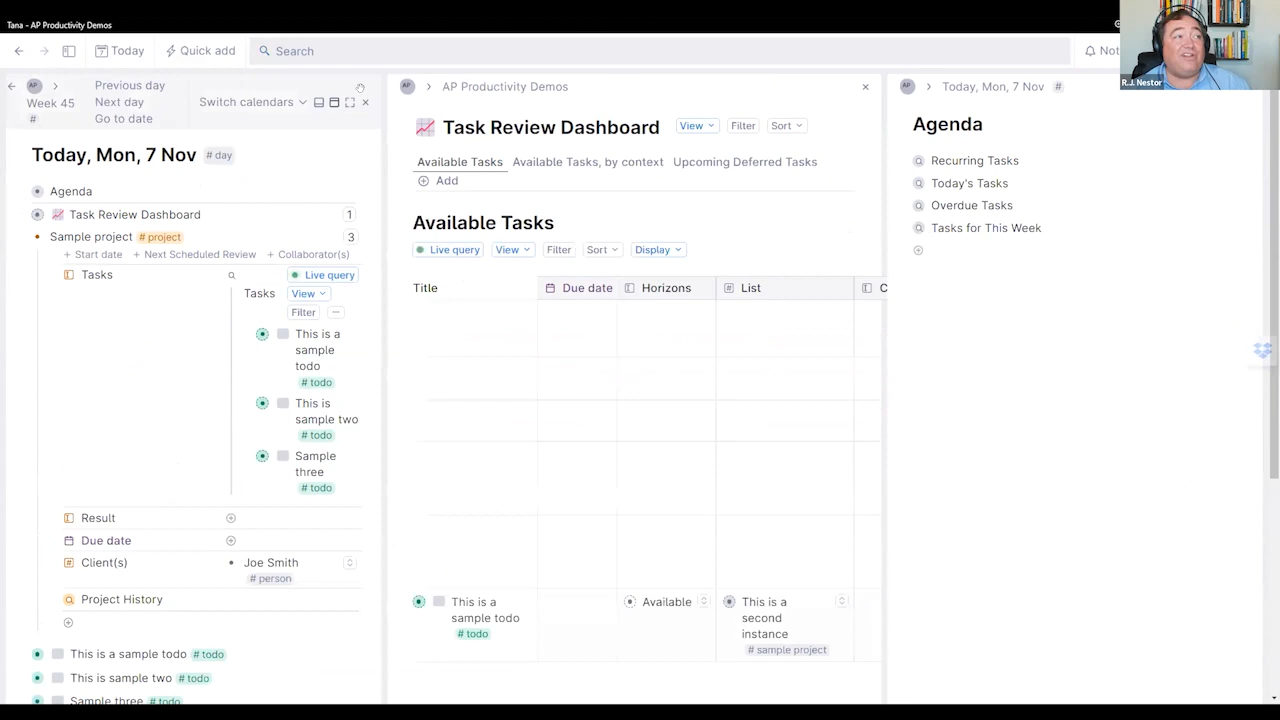 Tana - AP Productivity Demos
Today
Quick add
Search
R.J. Nestor
AP
Week 45
#
Previous day
Next day
Go to date
Switch calendars
Today, Mon, 7 Nov # day
Agenda
Task Review Dashboard 1
Sample project # project 3
+ Start date + Next Scheduled Review + Collaborator(s)
Tasks
Tasks
Live query
View
Filter
This is a
sample
todo
# todo
This is
sample two
# todo
Sample
three
# todo
Result
Due date
Client(s)
Joe Smith
# person
Project History
This is a sample todo # todo
This is sample two # todo
Sample three # todo
AP
AP Productivity Demos
Task Review Dashboard View Filter Sort
Available Tasks Available Tasks, by context Upcoming Deferred Tasks
Add
Available Tasks
Live query View Filter Sort Display
Title Due date Horizons List
This is a
sample todo
# todo
Available
This is a
second
instance
# sample project
AP
Today, Mon, 7 Nov #
Agenda
Recurring Tasks
Today's Tasks
Overdue Tasks
Tasks for This Week